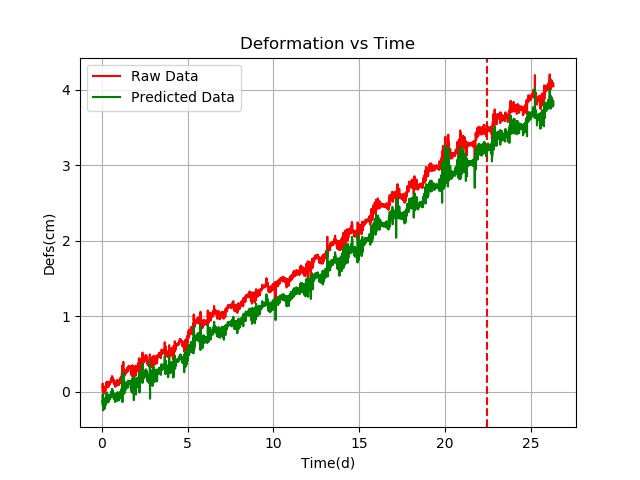 Deformation vs Time
Raw Data
Predicted Data
Defs(cm)
4
3
2
1
0
0 5 10 15 20 25
Time(d)